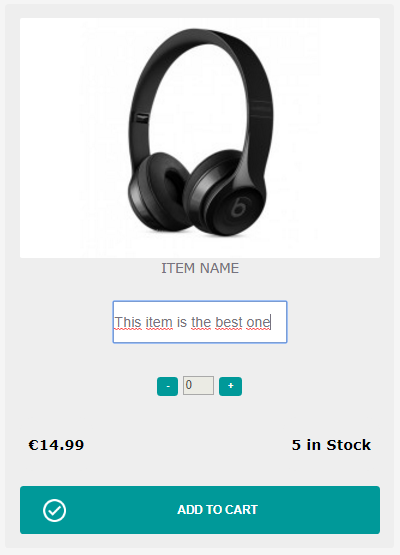 ITEM NAME
This item is the best one
- 0 +
€14.99 5 in Stock
ADD TO CART